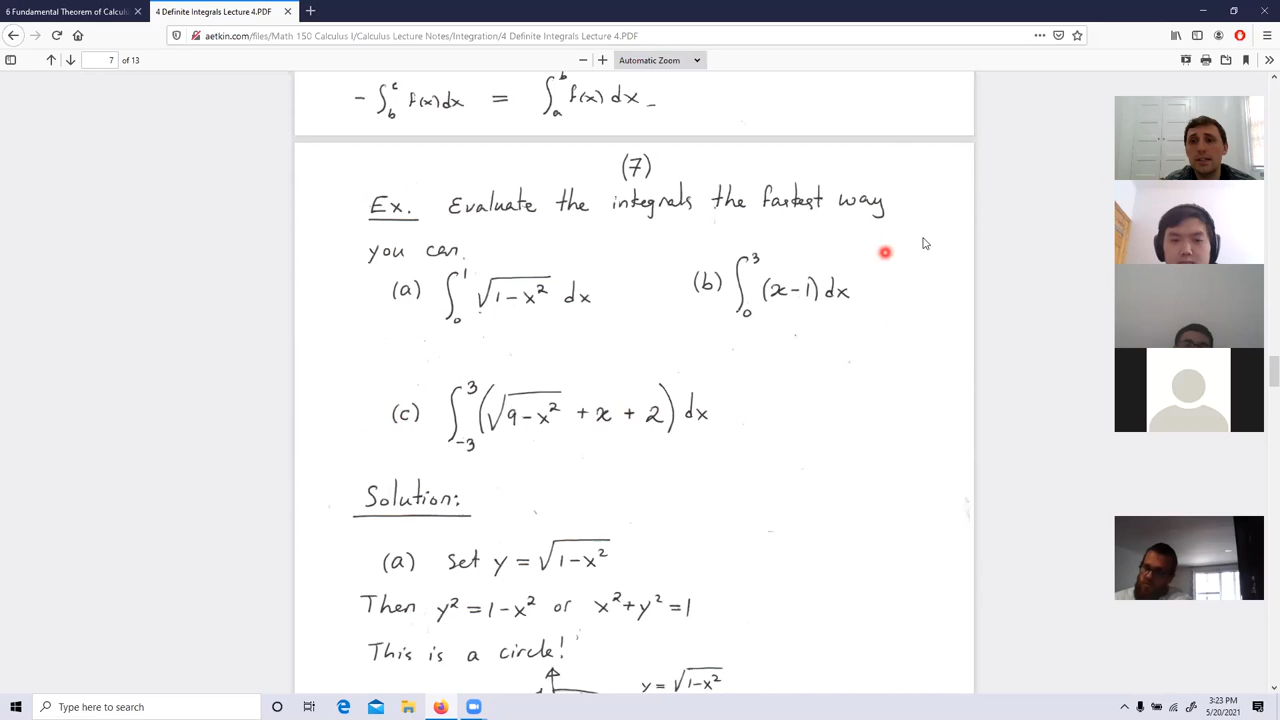 6 Fundamental Theorem of Calculu
4 Definite Integrals Lecture 4.PDF
aetkin.com/files/Math 150 Calculus I/Calculus Lecture Notes/Integration/4 Definite Integrals Lecture 4.PDF
7 of 13
Automatic Zoom
- ∫_b^c f(x)dx = ∫_a^b f(x)dx -
(7)
Ex. Evaluate the integrals the fastest way
you can.
(a) ∫_0^1 √(1-x²) dx (b) ∫_0^3 (x-1)dx
(c) ∫_{-3}^3 (√(9-x²) + x + 2) dx
Solution:
(a) set y = √(1-x²)
Then y² = 1-x² or x²+y² = 1
This is a circle!
y = √(1-x²)
Type here to search
3:23 PM
5/20/2021